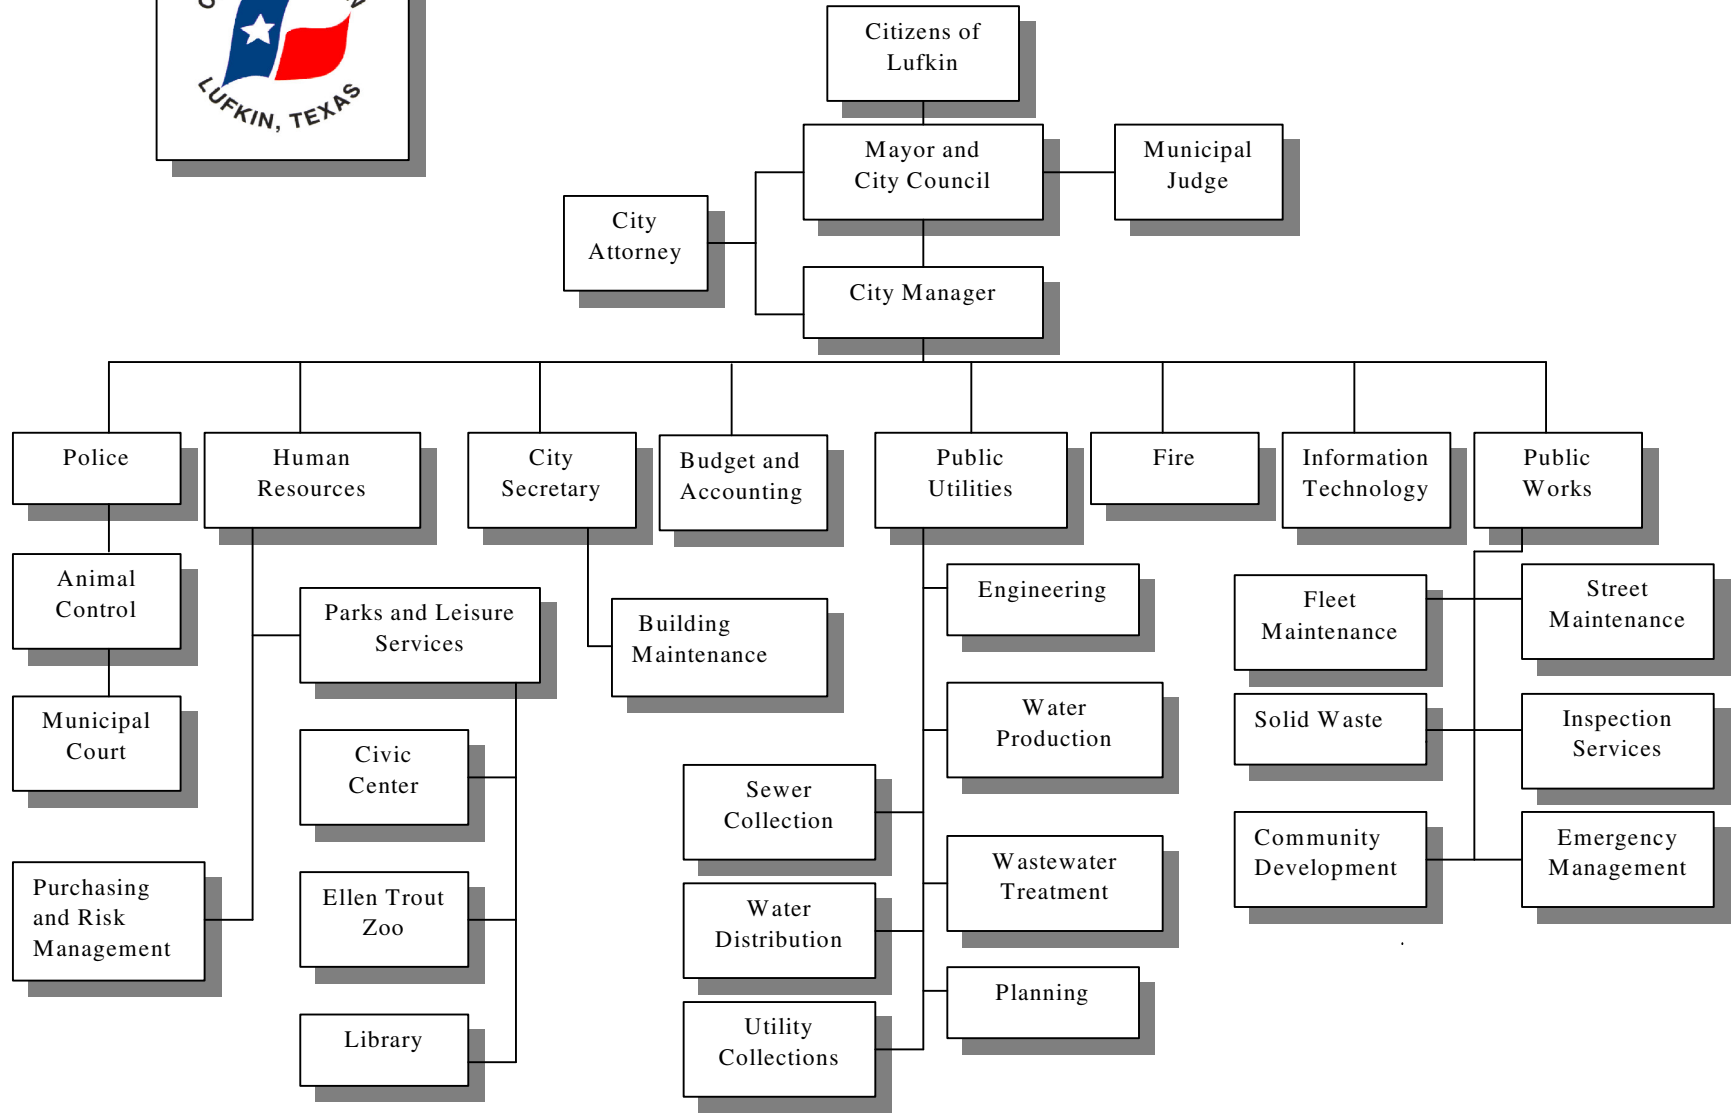 LUFKIN, TEXAS
Citizens of
Lufkin
Mayor and
City Council
Municipal
Judge
City
Attorney
City Manager
Police
Human
Resources
City
Secretary
Budget and
Accounting
Public
Utilities
Fire
Information
Technology
Public
Works
Animal
Control
Municipal
Court
Purchasing
and Risk
Management
Parks and Leisure
Services
Civic
Center
Ellen Trout
Zoo
Library
Building
Maintenance
Engineering
Water
Production
Sewer
Collection
Wastewater
Treatment
Water
Distribution
Planning
Utility
Collections
Fleet
Maintenance
Street
Maintenance
Solid Waste
Inspection
Services
Community
Development
Emergency
Management